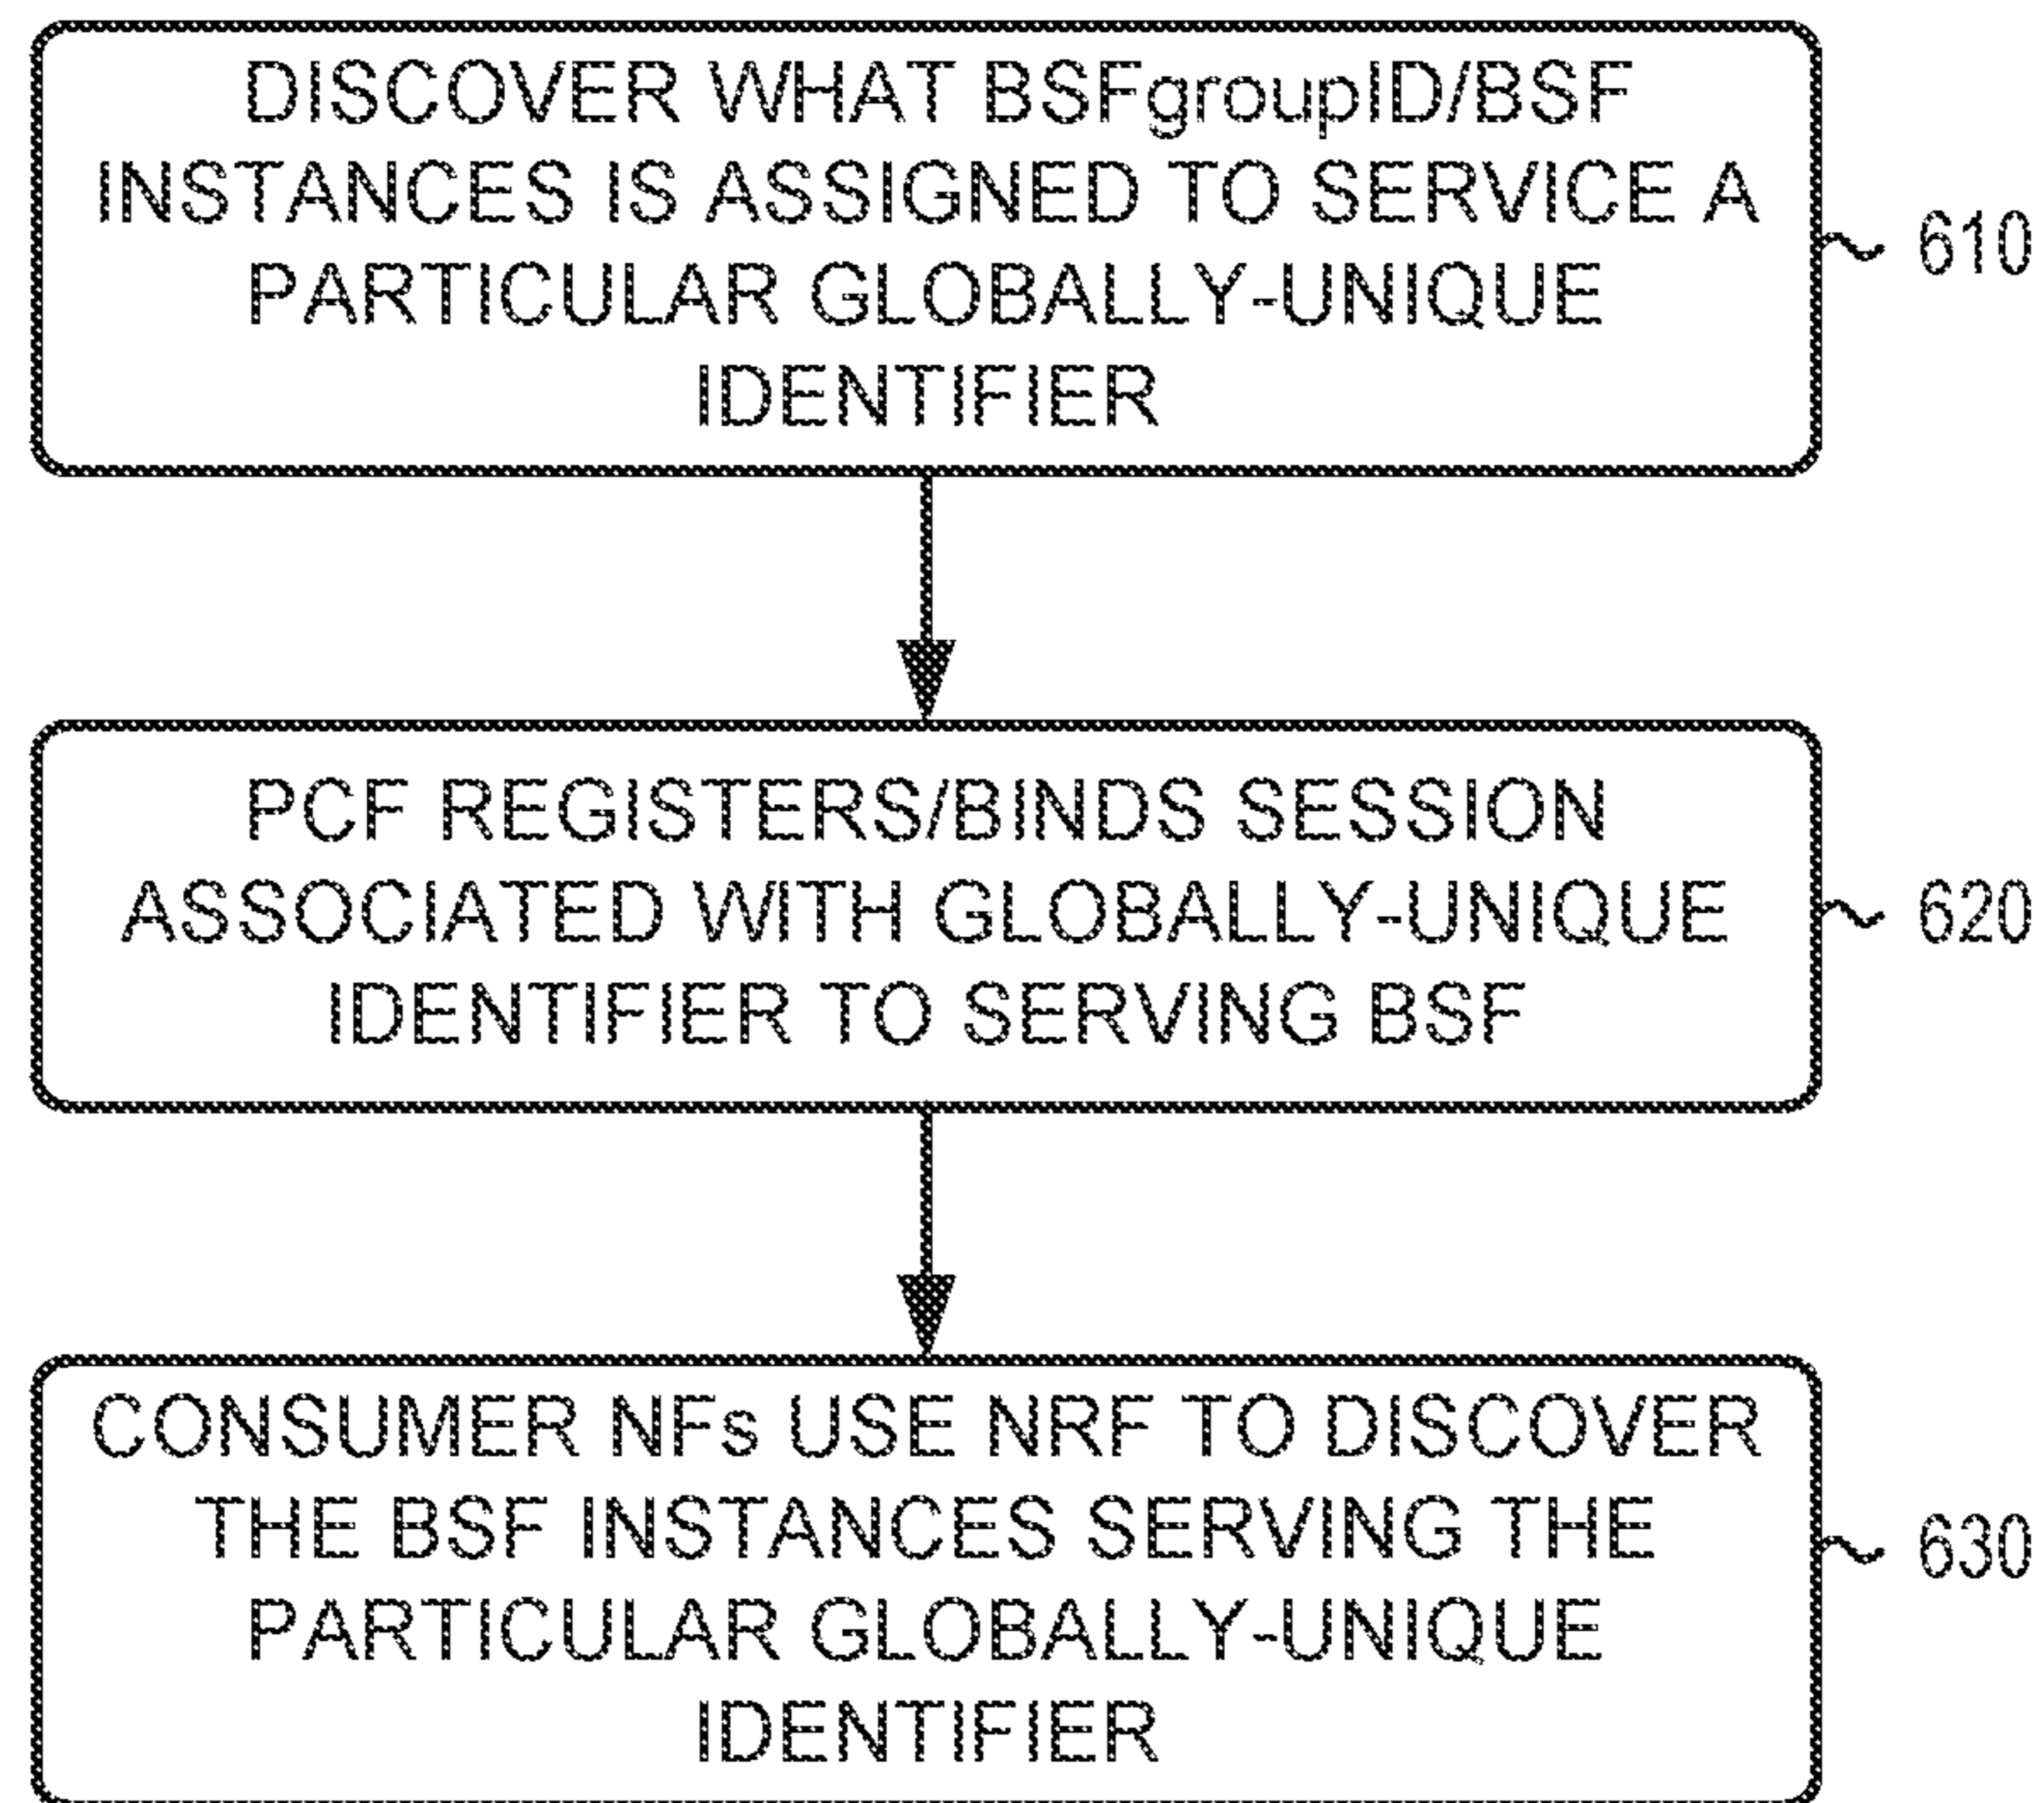 DISCOVER WHAT BSFgroupID/BSF
INSTANCES IS ASSIGNED TO SERVICE A
PARTICULAR GLOBALLY-UNIQUE
IDENTIFIER
610
PCF REGISTERS/BINDS SESSION
ASSOCIATED WITH GLOBALLY-UNIQUE
IDENTIFIER TO SERVING BSF
620
CONSUMER NFs USE NRF TO DISCOVER
THE BSF INSTANCES SERVING THE
PARTICULAR GLOBALLY-UNIQUE
IDENTIFIER
630